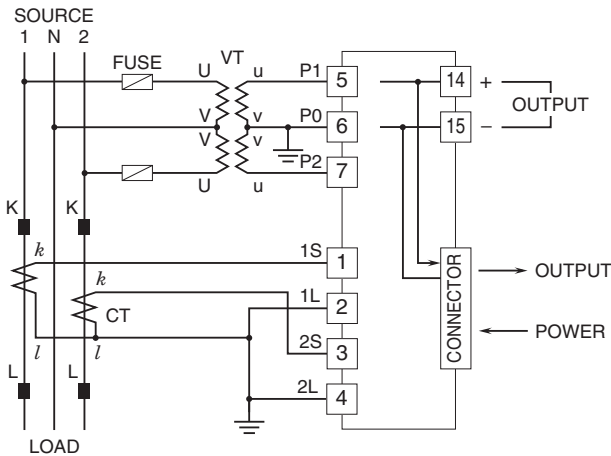 SOURCE
1 N 2
FUSE
VT
U u P1 5 14 +
OUTPUT
V v P0 6 15 −
V v
U u P2 7
K K
k 1S 1
k 1L 2
CT
2S 3
l l
L L 2L 4
CONNECTOR
OUTPUT
POWER
LOAD